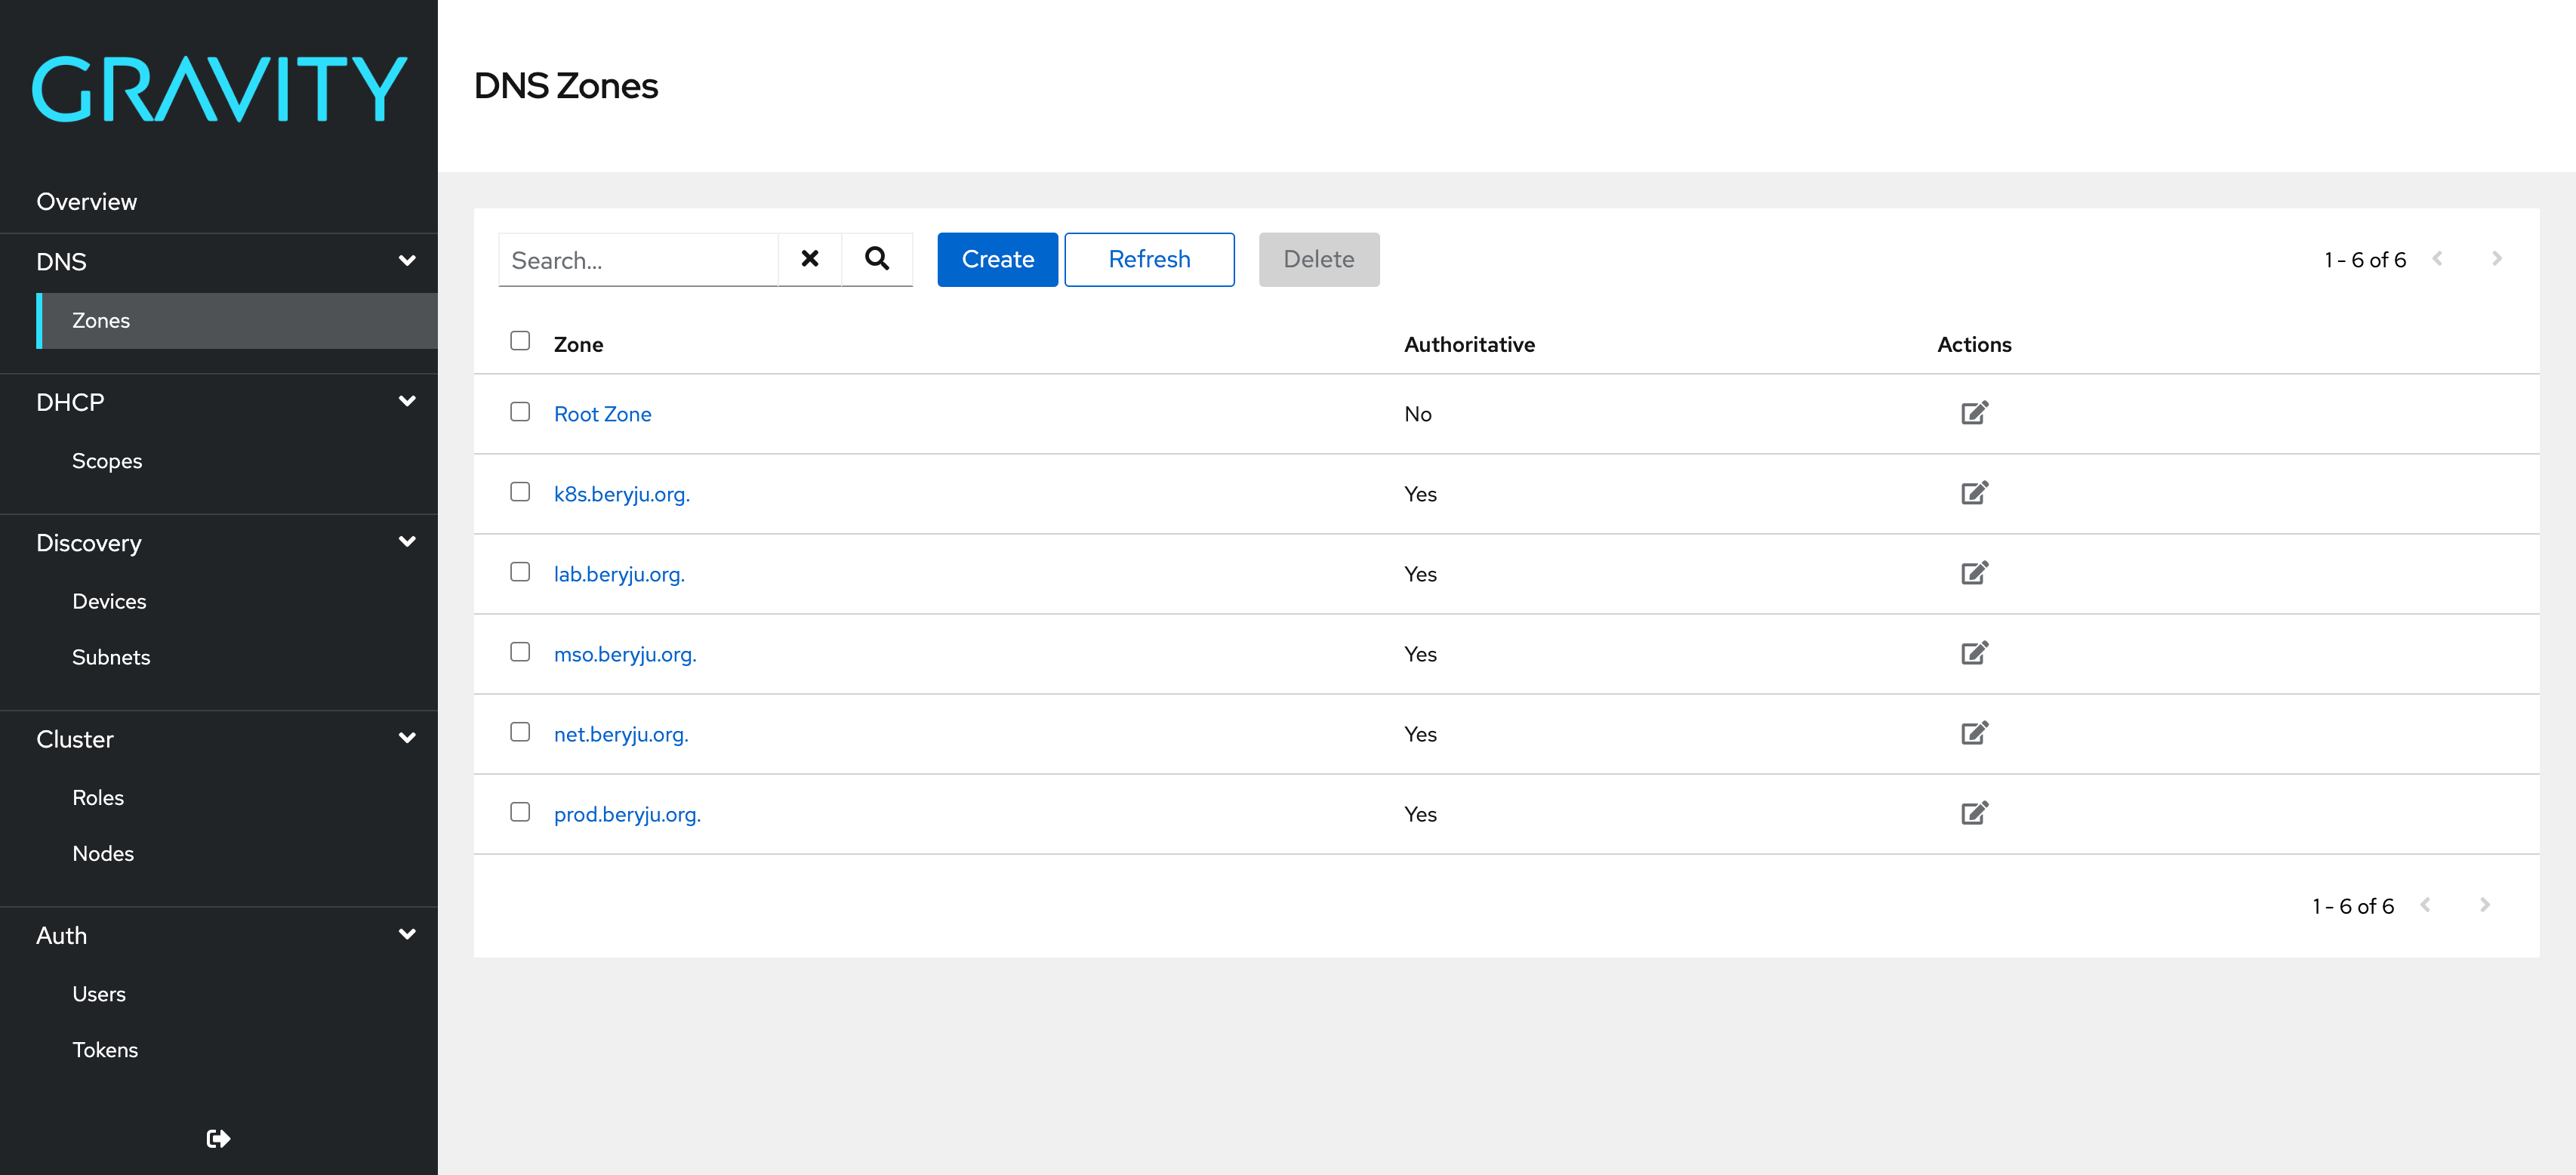 GRAVITY
Overview
DNS
Zones
DHCP
Scopes
Discovery
Devices
Subnets
Cluster
Roles
Nodes
Auth
Users
Tokens
DNS Zones
Search... Create Refresh Delete 1 - 6 of 6
Zone Authoritative Actions
Root Zone No
k8s.beryju.org. Yes
lab.beryju.org. Yes
mso.beryju.org. Yes
net.beryju.org. Yes
prod.beryju.org. Yes
1 - 6 of 6